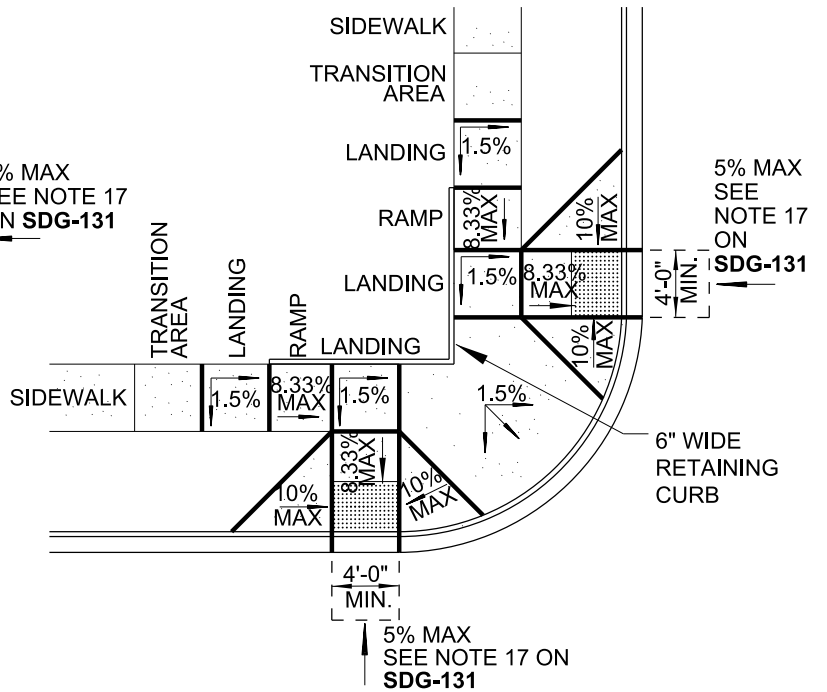 SIDEWALK
TRANSITION
AREA
LANDING
1.5%
RAMP
8.33%
MAX
LANDING
1.5%
8.33%
MAX
10%
MAX
10%
MAX
4'-0"
MIN.
5% MAX
SEE
NOTE 17
ON
SDG-131
% MAX
EE NOTE 17
N SDG-131
TRANSITION
AREA
LANDING
RAMP
LANDING
SIDEWALK
1.5%
8.33%
MAX
1.5%
1.5%
8.33%
MAX
10%
MAX
10%
MAX
6" WIDE
RETAINING
CURB
4'-0"
MIN.
5% MAX
SEE NOTE 17 ON
SDG-131